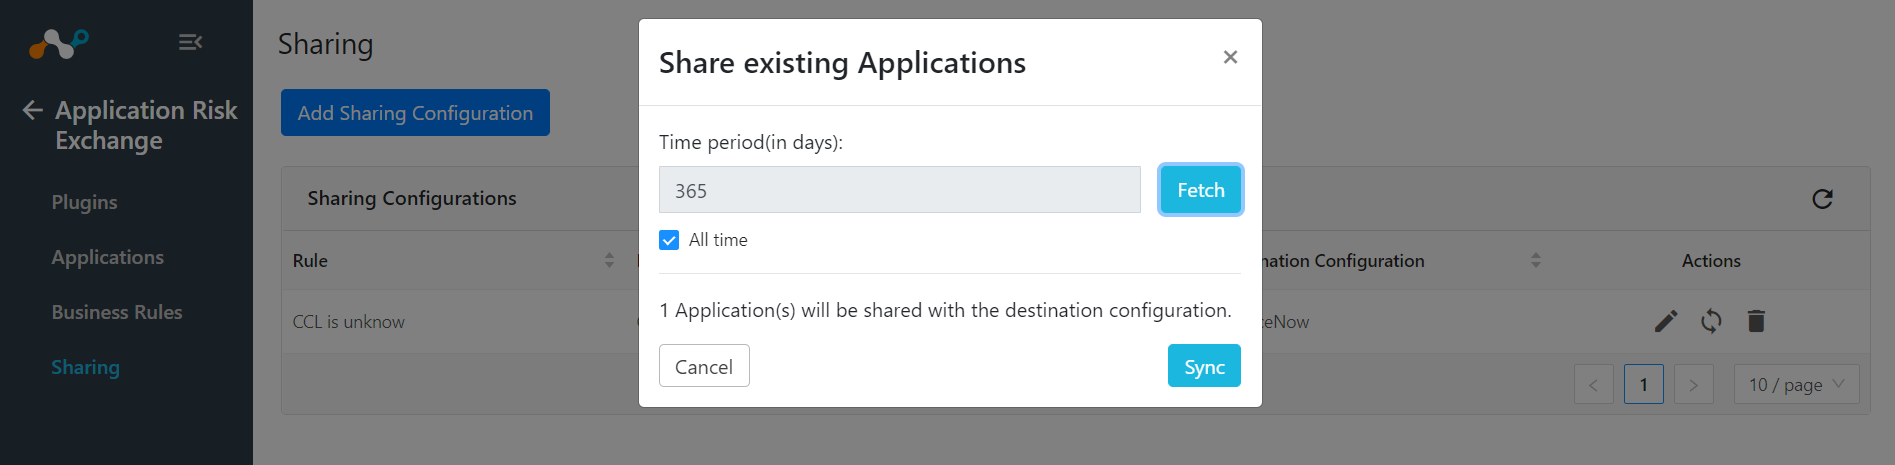 Application Risk
Exchange
Plugins
Applications
Business Rules
Sharing
Sharing
Add Sharing Configuration
Sharing Configurations
Rule
Configuration
Actions
CCL is unknow
1
10 / page
Share existing Applications
×
Time period(in days):
365
Fetch
All time
1 Application(s) will be shared with the destination configuration.
Cancel
Sync